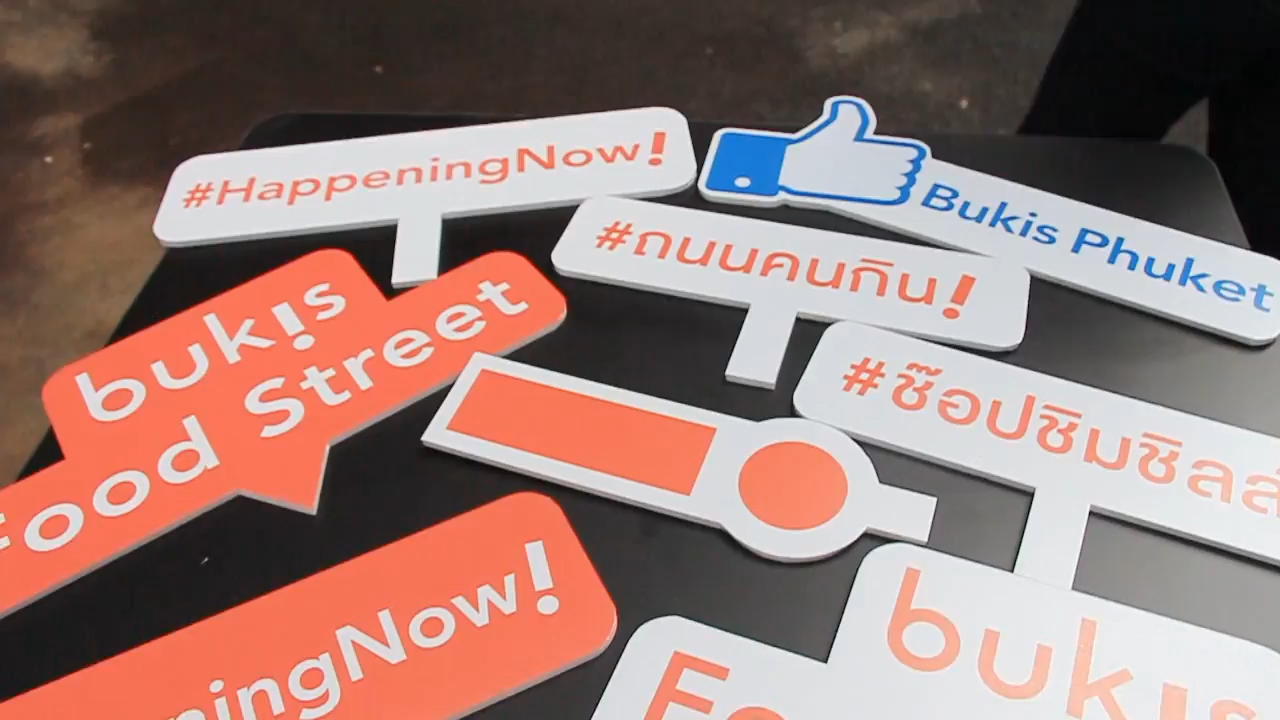 #HappeningNow!
Bukis Phuket
#ถนนคนกิน!
bukis
Food Street
#ช๊อปชิมชิลล
ningNow!
bukis
Fo